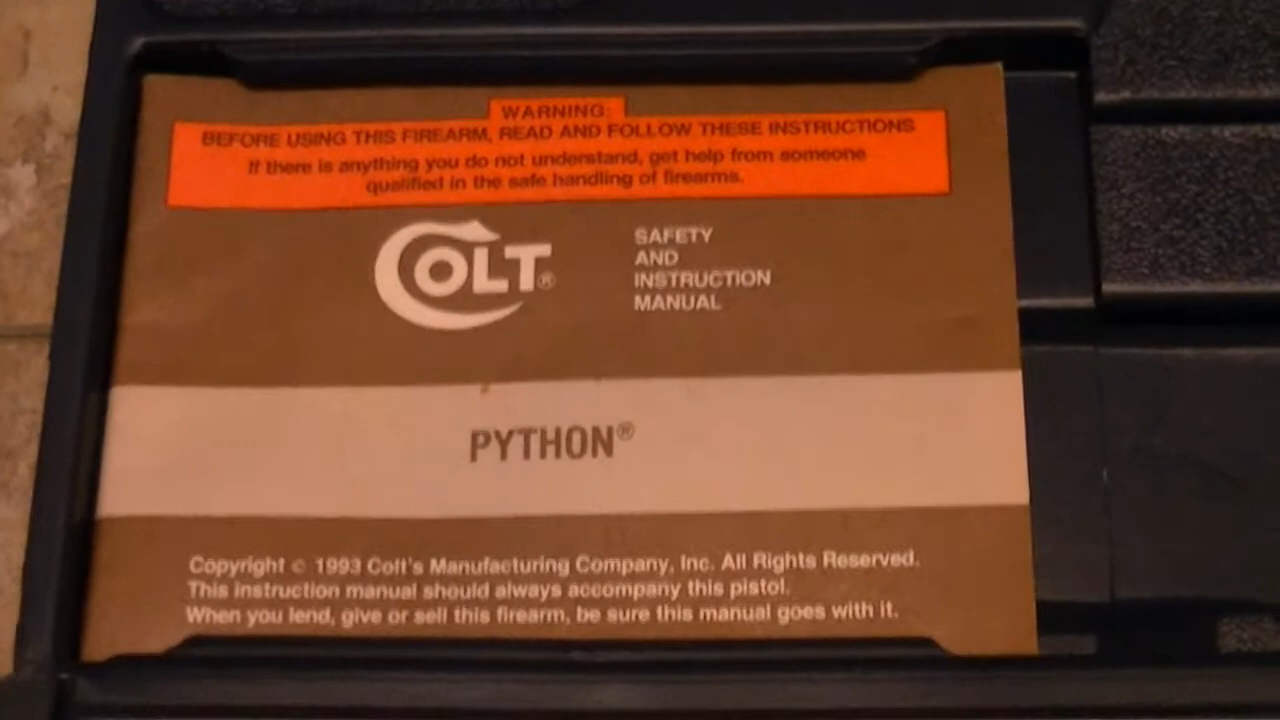 WARNING:
BEFORE USING THIS FIREARM, READ AND FOLLOW THESE INSTRUCTIONS
If there is anything you do not understand, get help from someone
qualified in the safe handling of firearms.
COLT®
SAFETY
AND
INSTRUCTION
MANUAL
PYTHON®
Copyright © 1993 Colt's Manufacturing Company, Inc. All Rights Reserved.
This instruction manual should always accompany this pistol.
When you lend, give or sell this firearm, be sure this manual goes with it.